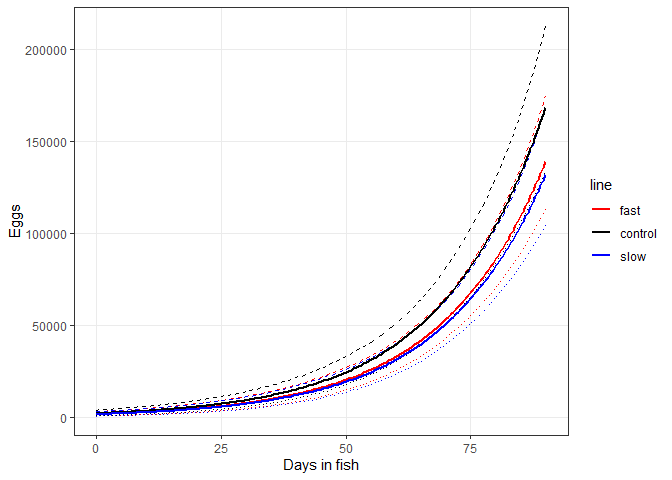 200000
150000
100000
50000
0
Eggs
0 25 50 75
Days in fish
line
fast
control
slow